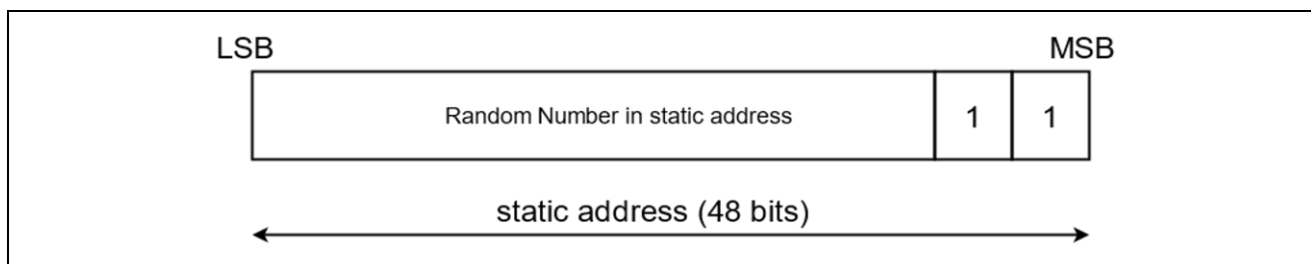 LSB MSB
Random Number in static address 1 1
static address (48 bits)